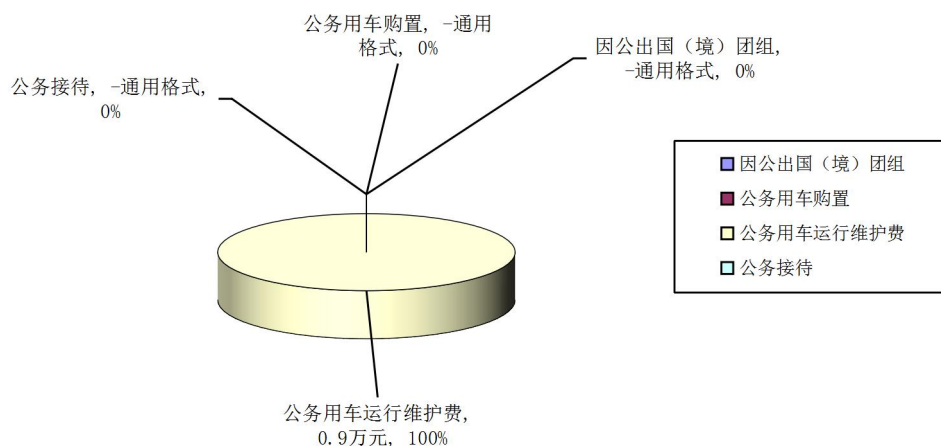 公务用车购置, -通用
格式, 0%
因公出国（境）团组,
-通用格式, 0%
公务接待, -通用格式,
0%
因公出国（境）团组
公务用车购置
公务用车运行维护费
公务接待
公务用车运行维护费,
0.9万元, 100%